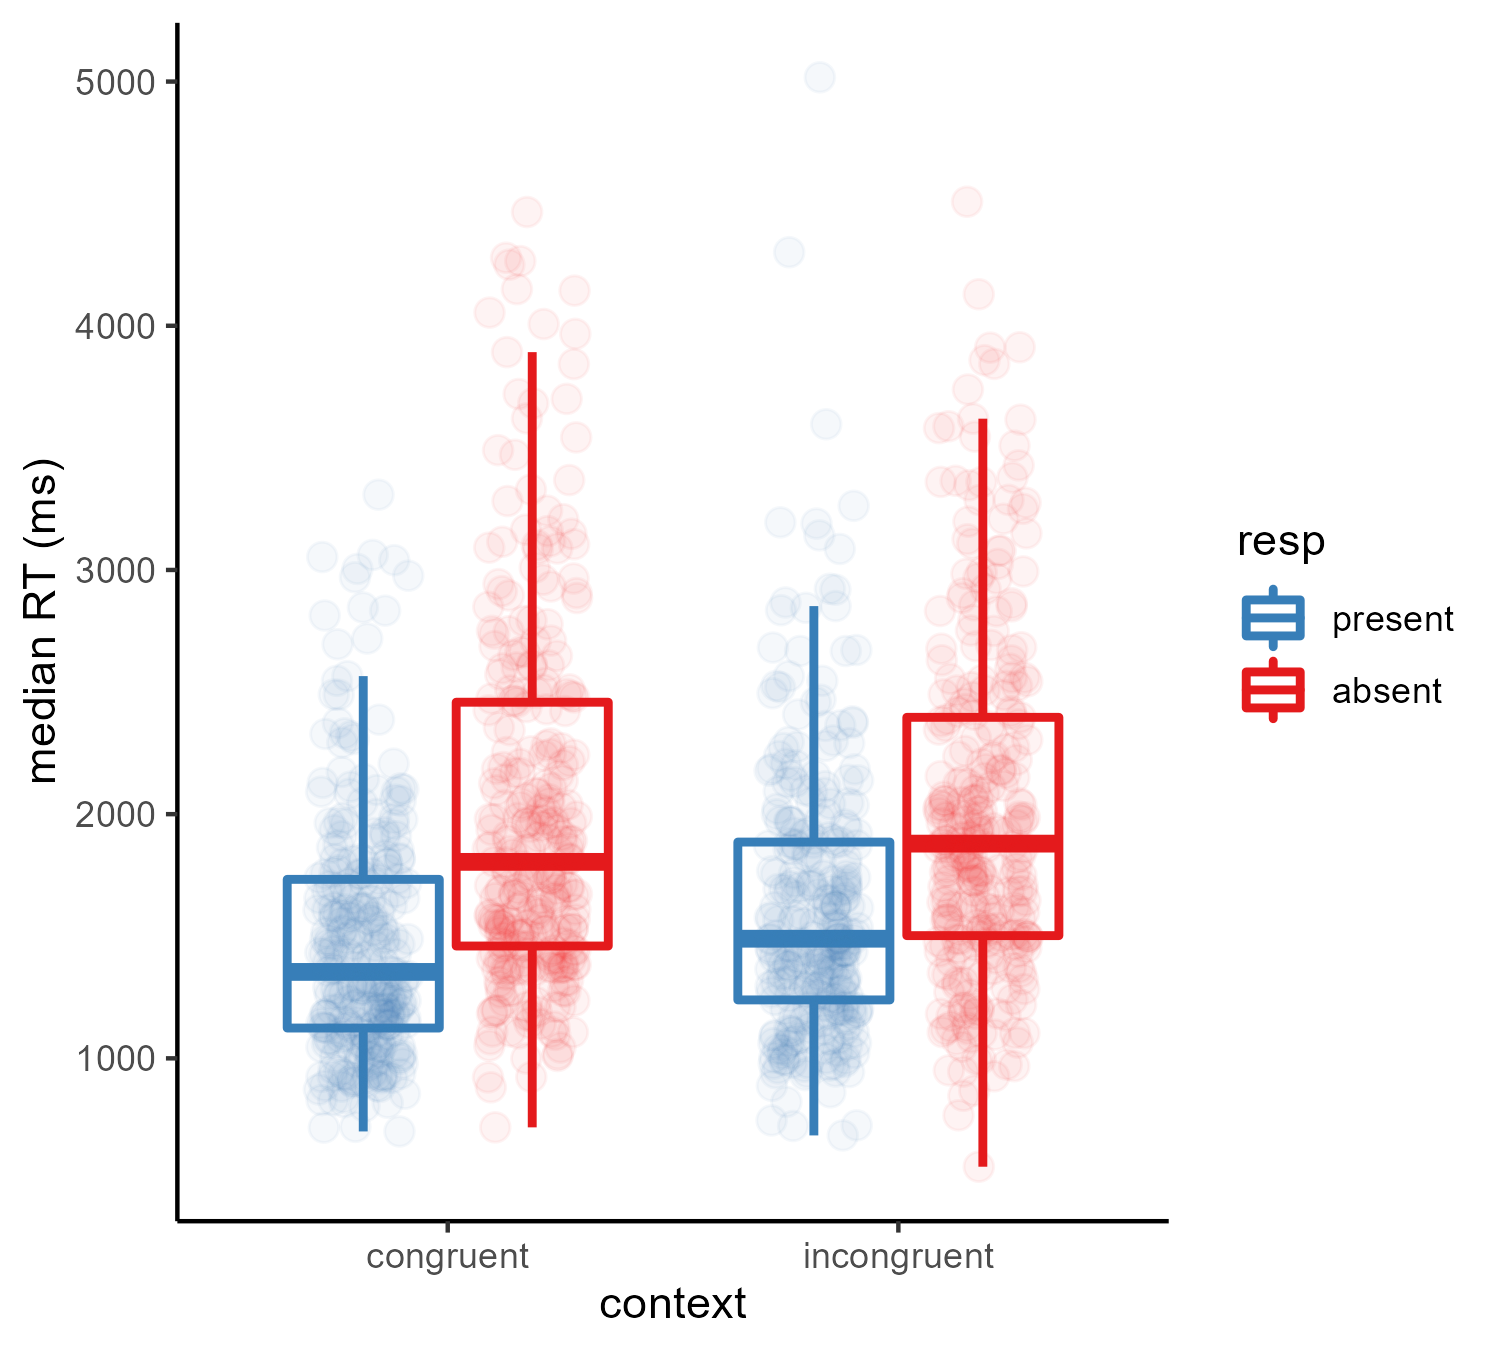 5000
4000
3000
2000
1000
median RT (ms)
congruent
incongruent
context
resp
present
absent